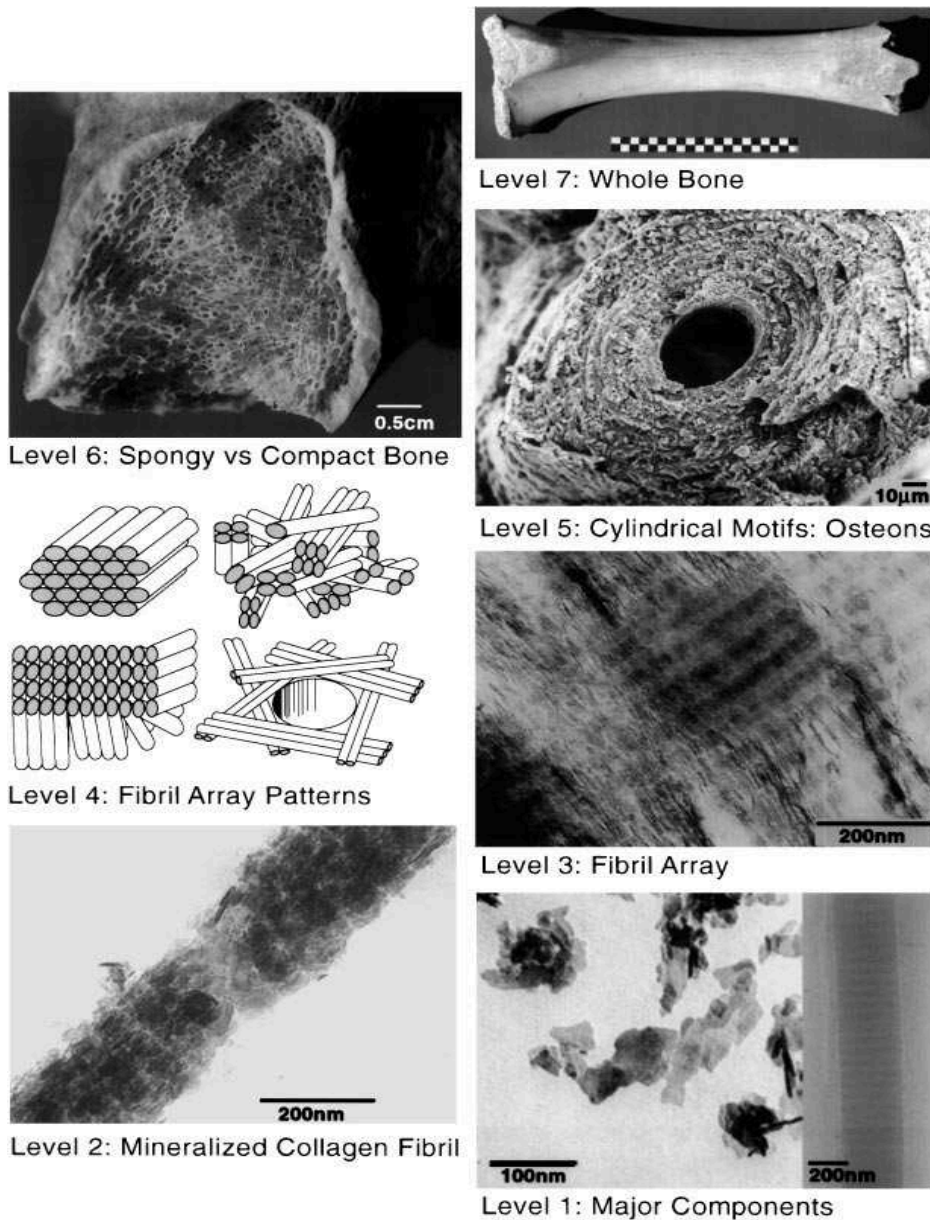 Level 7: Whole Bone
0.5cm
Level 6: Spongy vs Compact Bone
10μm
Level 5: Cylindrical Motifs: Osteons
Level 4: Fibril Array Patterns
200nm
Level 3: Fibril Array
200nm
Level 2: Mineralized Collagen Fibril
100nm
200nm
Level 1: Major Components